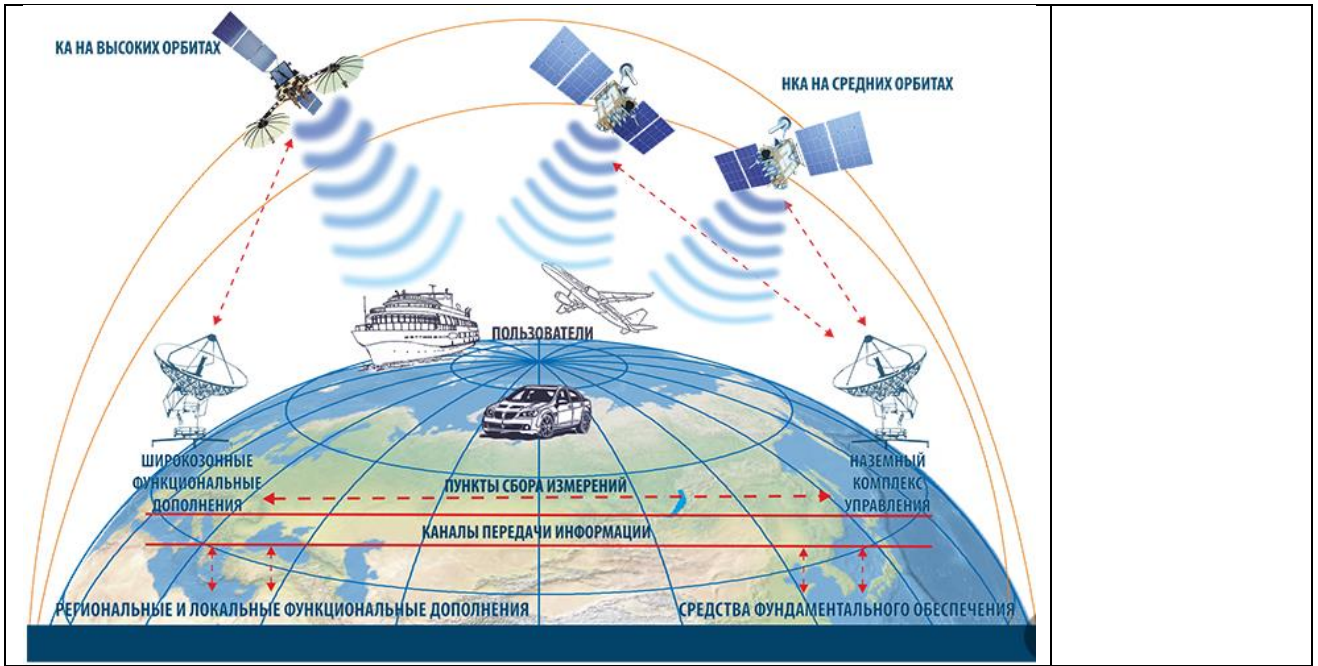 КА НА ВЫСОКИХ ОРБИТАХ
НКА НА СРЕДНИХ ОРБИТАХ
ПОЛЬЗОВАТЕЛИ
ШИРОКОЗОННЫЕ
ФУНКЦИОНАЛЬНЫЕ
ДОПОЛНЕНИЯ
ПУНКТЫ СБОРА ИЗМЕРЕНИЙ
НАЗЕМНЫЙ
КОМПЛЕКС
УПРАВЛЕНИЯ
КАНАЛЫ ПЕРЕДАЧИ ИНФОРМАЦИИ
РЕГИОНАЛЬНЫЕ И ЛОКАЛЬНЫЕ ФУНКЦИОНАЛЬНЫЕ ДОПОЛНЕНИЯ
СРЕДСТВА ФУНДАМЕНТАЛЬНОГО ОБЕСПЕЧЕНИЯ